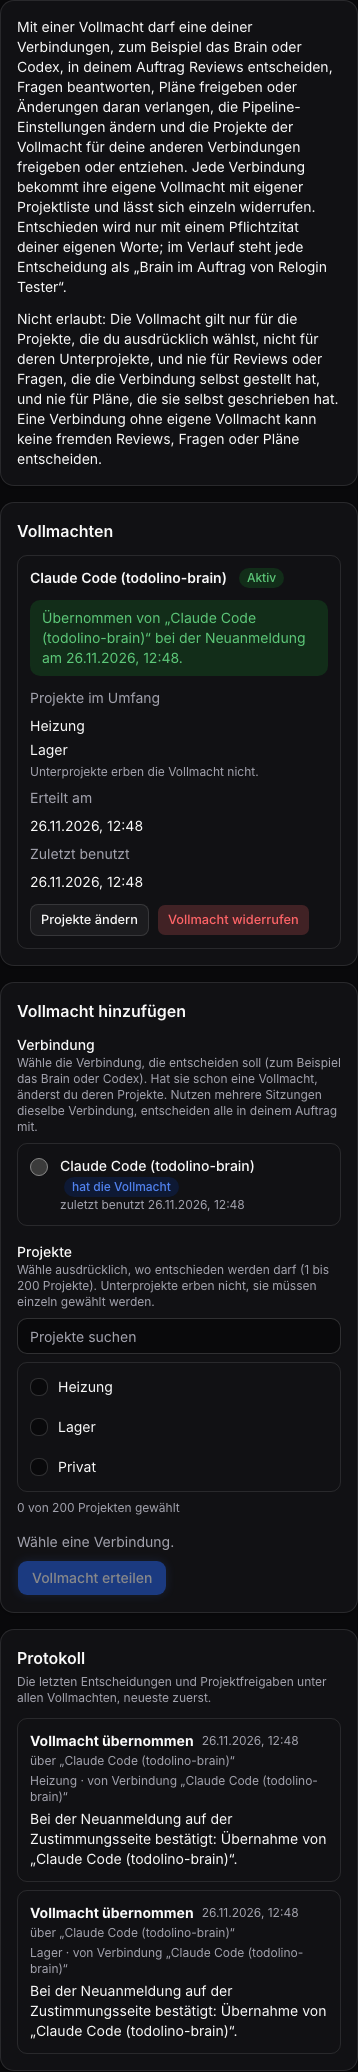 Mit einer Vollmacht darf eine deiner
Verbindungen, zum Beispiel das Brain oder
Codex, in deinem Auftrag Reviews entscheiden,
Fragen beantworten, Pläne freigeben oder
Änderungen daran verlangen, die Pipeline-
Einstellungen ändern und die Projekte der
Vollmacht für deine anderen Verbindungen
freigeben oder entziehen. Jede Verbindung
bekommt ihre eigene Vollmacht mit eigener
Projektliste und lässt sich einzeln widerrufen.
Entschieden wird nur mit einem Pflichtzitat
deiner eigenen Worte; im Verlauf steht jede
Entscheidung als „Brain im Auftrag von Relogin
Tester“.
Nicht erlaubt: Die Vollmacht gilt nur für die
Projekte, die du ausdrücklich wählst, nicht für
deren Unterprojekte, und nie für Reviews oder
Fragen, die die Verbindung selbst gestellt hat,
und nie für Pläne, die sie selbst geschrieben hat.
Eine Verbindung ohne eigene Vollmacht kann
keine fremden Reviews, Fragen oder Pläne
entscheiden.
Vollmachten
Claude Code (todolino-brain) Aktiv
Übernommen von „Claude Code
(todolino-brain)“ bei der Neuanmeldung
am 26.11.2026, 12:48.
Projekte im Umfang
Heizung
Lager
Unterprojekte erben die Vollmacht nicht.
Erteilt am
26.11.2026, 12:48
Zuletzt benutzt
26.11.2026, 12:48
Projekte ändern Vollmacht widerrufen
Vollmacht hinzufügen
Verbindung
Wähle die Verbindung, die entscheiden soll (zum Beispiel
das Brain oder Codex). Hat sie schon eine Vollmacht,
änderst du deren Projekte. Nutzen mehrere Sitzungen
dieselbe Verbindung, entscheiden alle in deinem Auftrag
mit.
Claude Code (todolino-brain)
hat die Vollmacht
zuletzt benutzt 26.11.2026, 12:48
Projekte
Wähle ausdrücklich, wo entschieden werden darf (1 bis
200 Projekte). Unterprojekte erben nicht, sie müssen
einzeln gewählt werden.
Projekte suchen
Heizung
Lager
Privat
0 von 200 Projekten gewählt
Wähle eine Verbindung.
Vollmacht erteilen
Protokoll
Die letzten Entscheidungen und Projektfreigaben unter
allen Vollmachten, neueste zuerst.
Vollmacht übernommen 26.11.2026, 12:48
über „Claude Code (todolino-brain)“
Heizung · von Verbindung „Claude Code (todolino-
brain)“
Bei der Neuanmeldung auf der
Zustimmungsseite bestätigt: Übernahme von
„Claude Code (todolino-brain)“.
Vollmacht übernommen 26.11.2026, 12:48
über „Claude Code (todolino-brain)“
Lager · von Verbindung „Claude Code (todolino-
brain)“
Bei der Neuanmeldung auf der
Zustimmungsseite bestätigt: Übernahme von
„Claude Code (todolino-brain)“.